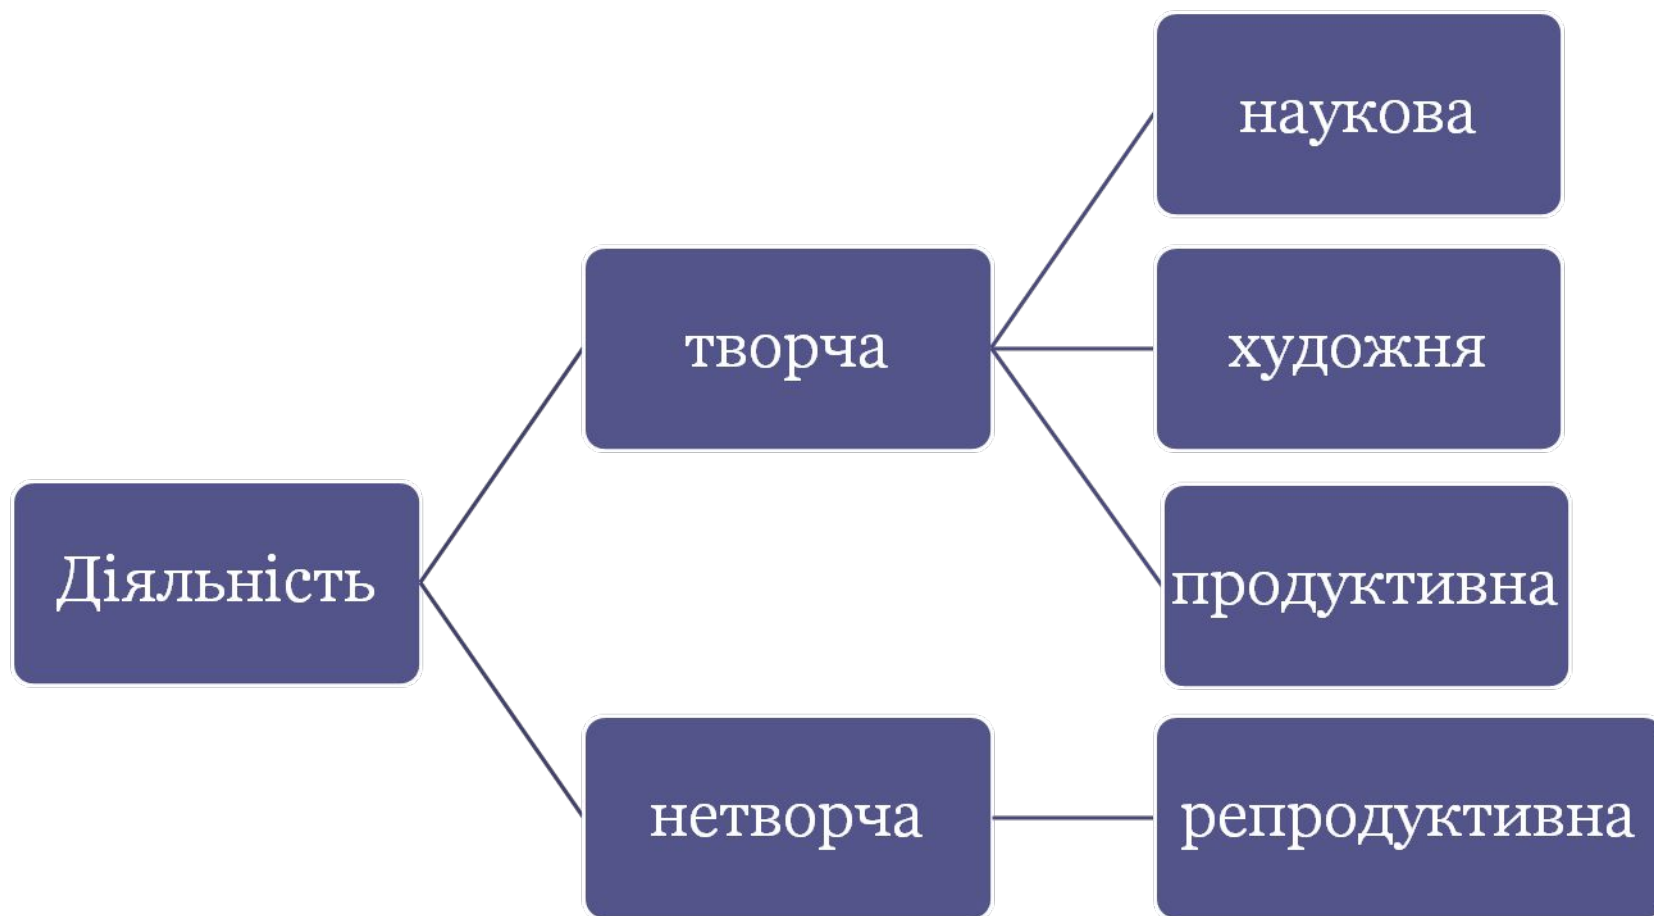 Діяльність
творча
наукова
художня
продуктивна
нетворча
репродуктивна